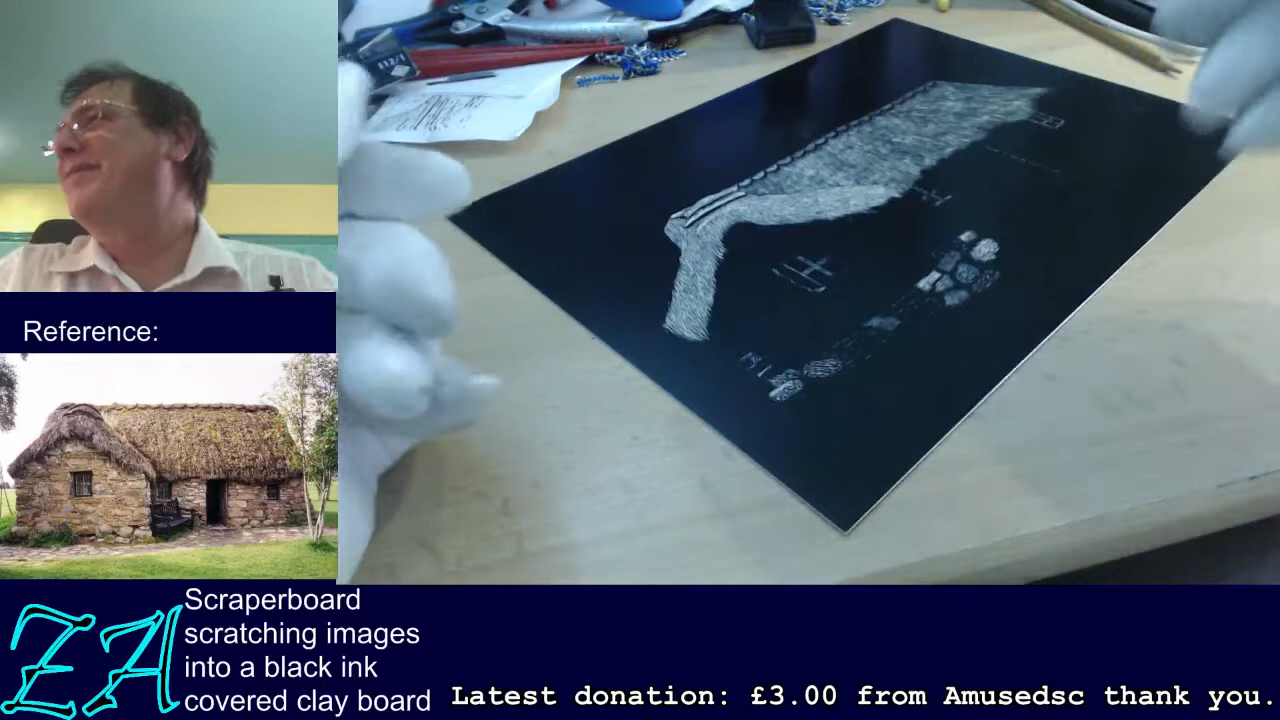 Reference:
ZA
Scraperboard
scratching images
into a black ink
covered clay board
Latest donation: £3.00 from Amusedsc thank you.